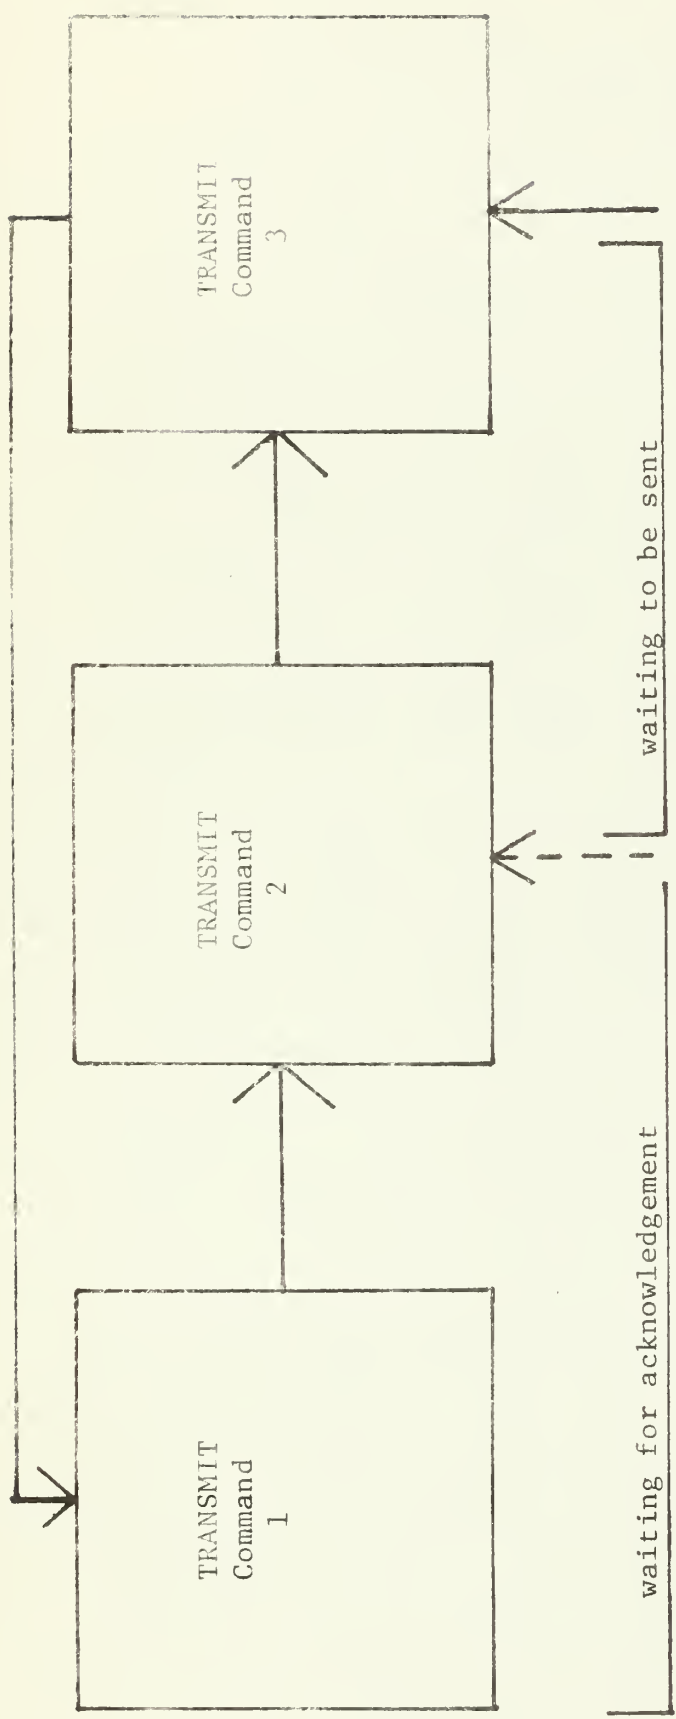 TRANSMIT
Command
1
TRANSMIT
Command
2
TRANSMIT
Command
3
waiting for acknowledgement
waiting to be sent